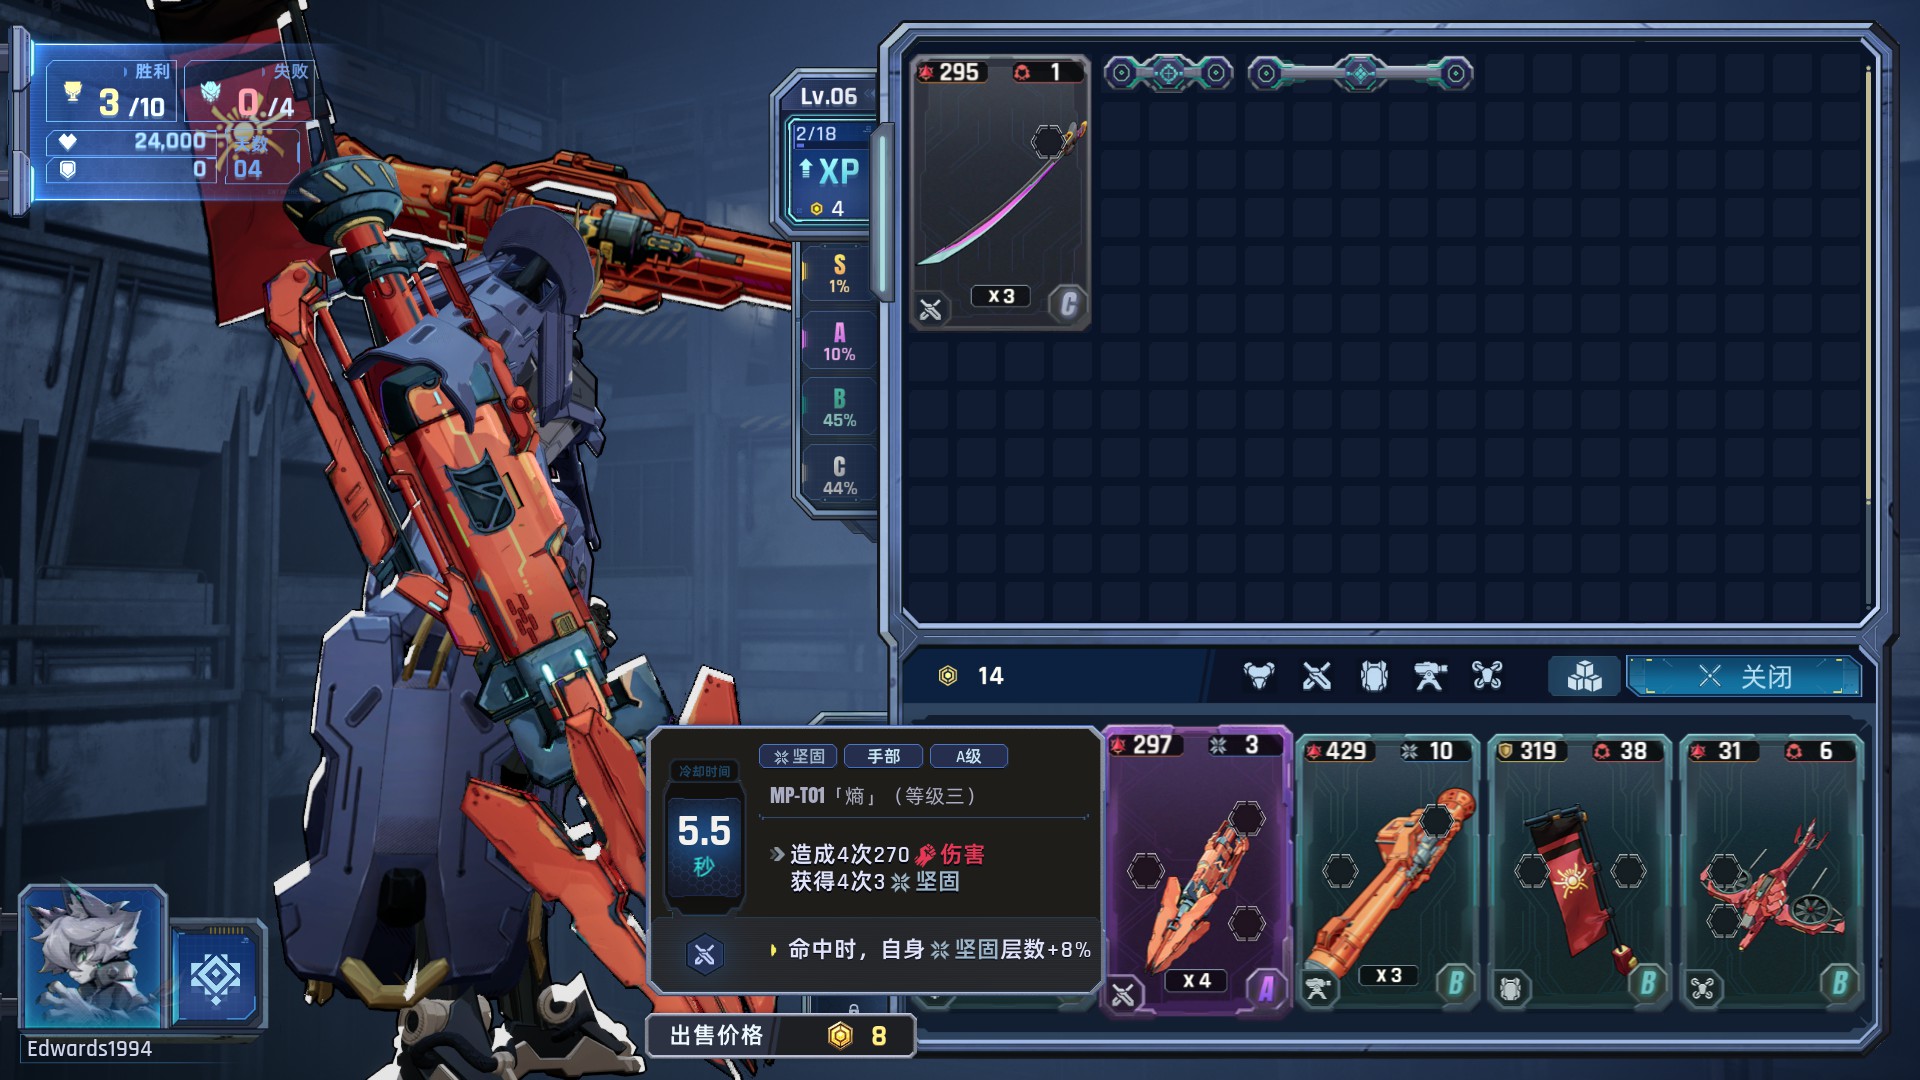 胜利
3/10
失败
0/4
24,000
天数
0
04
Lv.06
2/18
XP
4
S
1%
A
10%
B
45%
C
44%
295
1
x3
C
14
关闭
冷却时间
5.5
秒
坚固
手部
A级
MP-T01「熵」（等级三）
造成4次270伤害
获得4次3坚固
命中时，自身坚固层数+8%
出售价格
8
297
3
x4
A
429
10
x3
B
319
38
B
31
6
B
Edwards1994